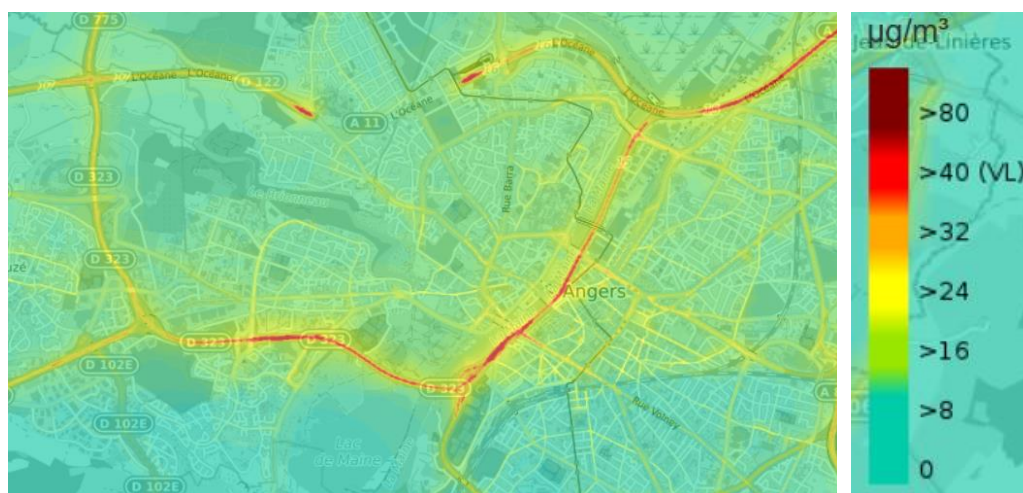 D 775
L'Océane
L'Océane
D 122
L'Océane
L'Océane
A 11
L'Océane
D 323
Rue Barra
D 323
Angers
D 323
D 323
D 323
D 102E
Rue Volney
D 102E
Lac
de Maine
D 102E
µg/m³
>80
>40 (VL)
>32
>24
>16
>8
0